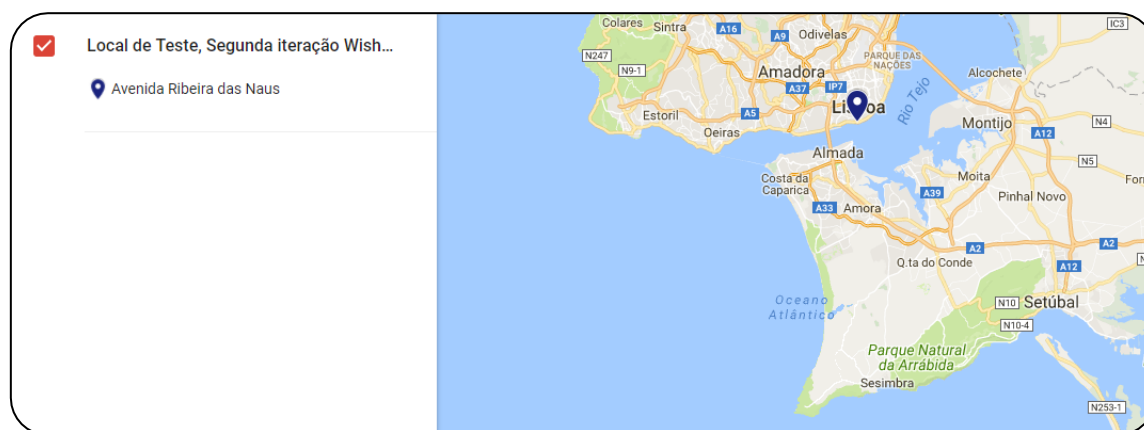 Local de Teste, Segunda iteração Wish...
Avenida Ribeira das Naus
Colares
Sintra
A16
A9
Odivelas
IC3
N247
N9-1
PARQUE DAS
NAÇÕES
Amadora
Alcochete
A37
IP7
Lisboa
Rio Tejo
Estoril
A5
Oeiras
Montijo
N4
A12
Almada
N5
Costa da
Caparica
Moita
A39
Pinhal Novo
A33
Amora
A2
A2
Q.ta do Conde
A12
Oceano
Atlântico
N10
Setúbal
N10-4
Parque Natural
da Arrábida
Sesimbra
N253-1